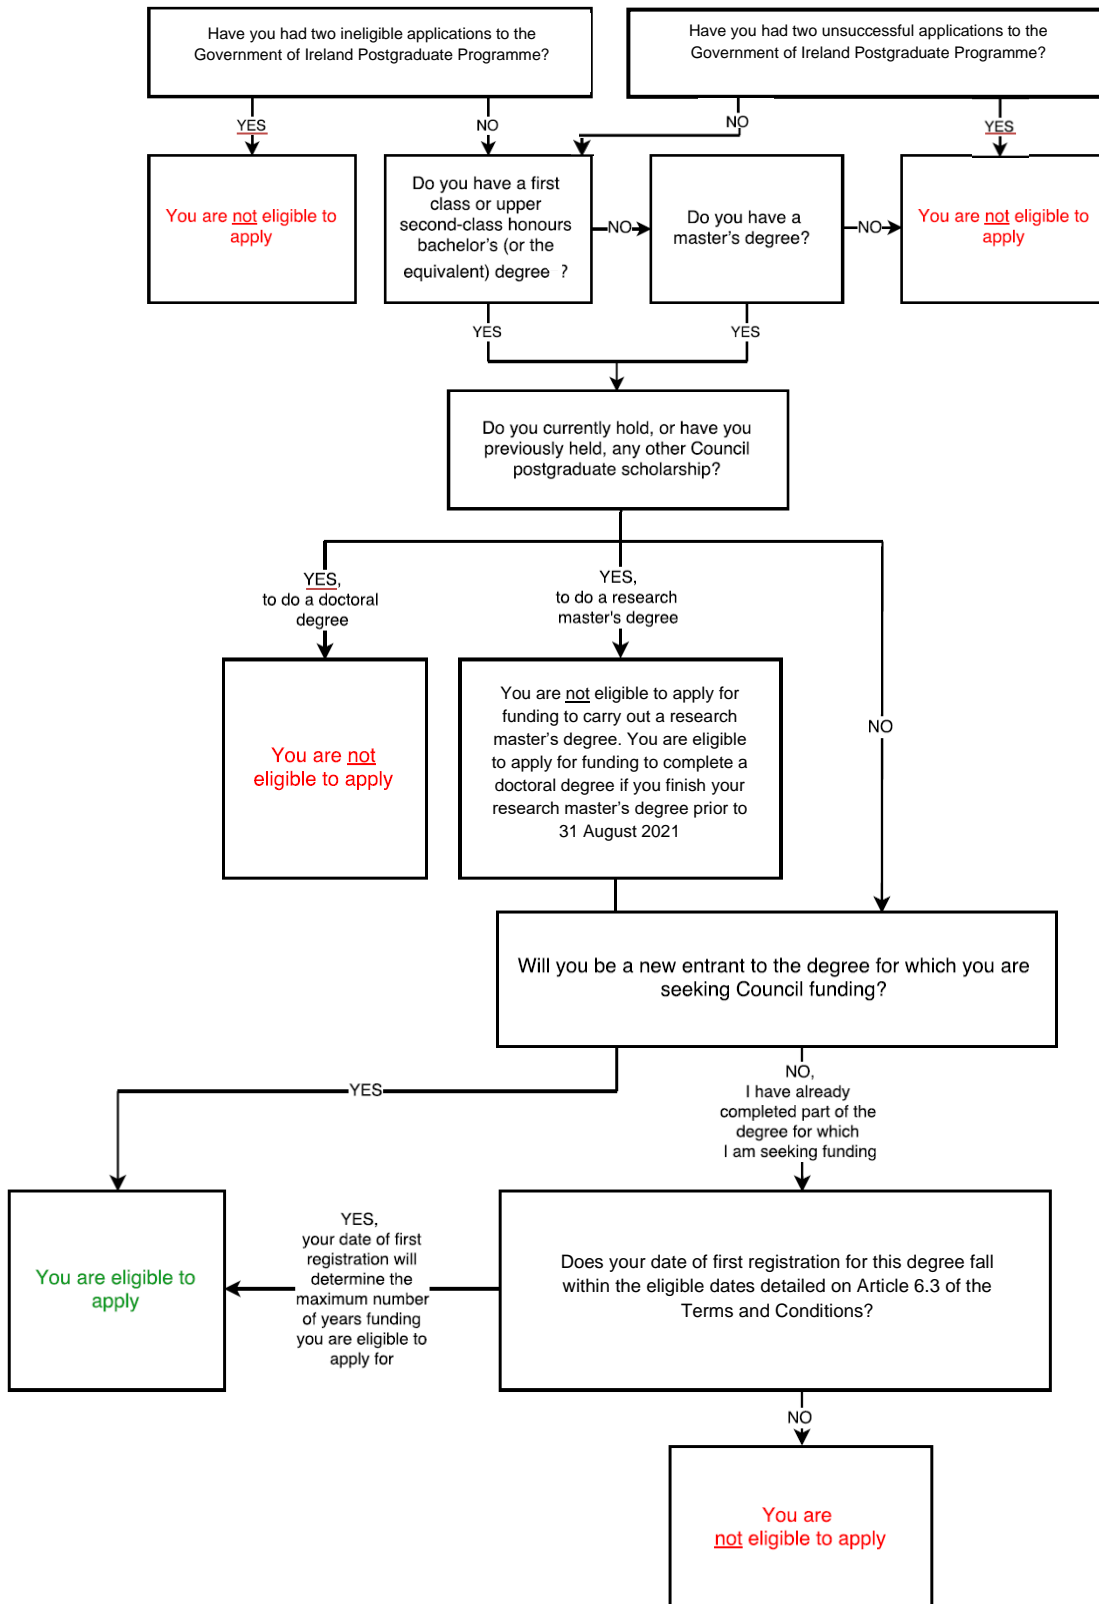 Have you had two ineligible applications to the
Government of Ireland Postgraduate Programme?
Have you had two unsuccessful applications to the
Government of Ireland Postgraduate Programme?
YES
NO
NO
YES
You are not eligible to
apply
Do you have a first
class or upper
second-class honours
bachelor's (or the
equivalent) degree ?
NO
Do you have a
master's degree?
NO
You are not eligible to
apply
YES
YES
Do you currently hold, or have you
previously held, any other Council
postgraduate scholarship?
YES,
to do a doctoral
degree
YES,
to do a research
master's degree
NO
You are not
eligible to apply
You are not eligible to apply for
funding to carry out a research
master's degree. You are eligible
to apply for funding to complete a
doctoral degree if you finish your
research master's degree prior to
31 August 2021
Will you be a new entrant to the degree for which you are
seeking Council funding?
YES
NO,
I have already
completed part of the
degree for which
I am seeking funding
You are eligible to
apply
YES,
your date of first
registration will
determine the
maximum number
of years funding
you are eligible to
apply for
Does your date of first registration for this degree fall
within the eligible dates detailed on Article 6.3 of the
Terms and Conditions?
NO
You are
not eligible to apply